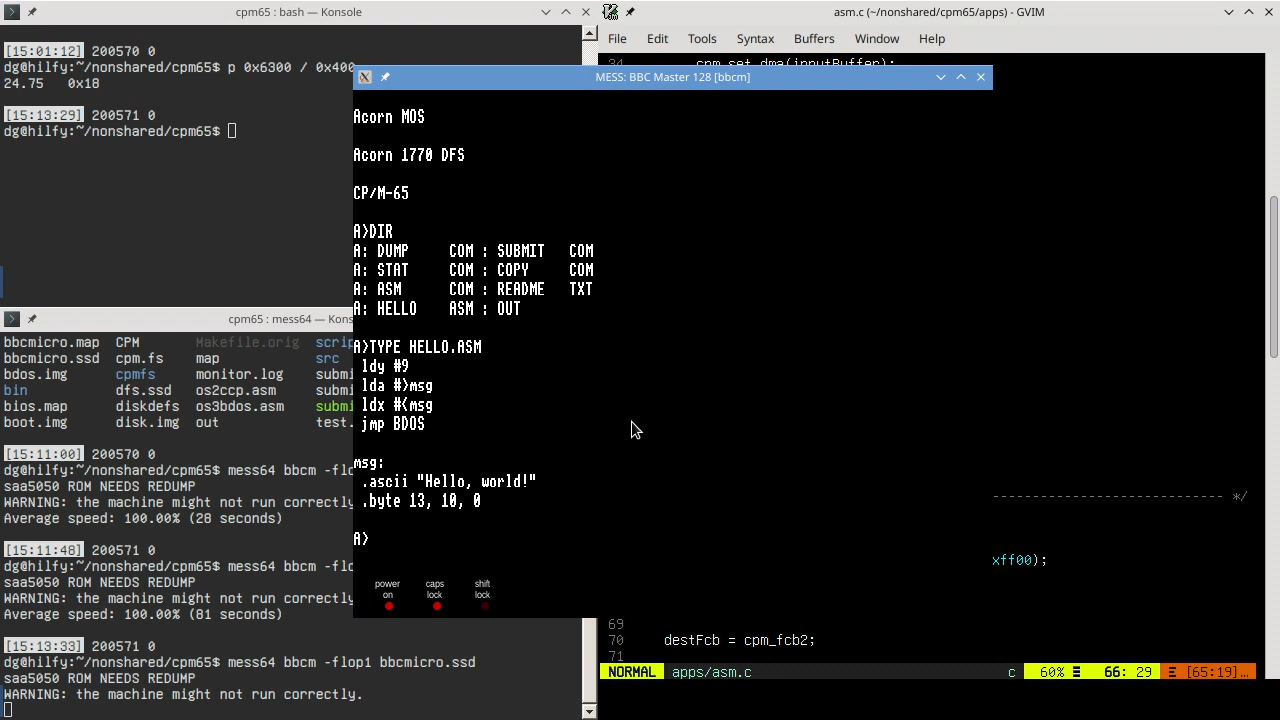 cpm65 : bash — Konsole
[15:01:12] 200570 0
dg@hilfy:~/nonshared/cpm65$ p 0x6300 / 0x400
24.75   0x18
[15:13:29] 200571 0
dg@hilfy:~/nonshared/cpm65$
cpm65 : mess64 — Kons
bbcmicro.map  CPM       Makefile.orig  scrip
bbcmicro.ssd  cpm.fs    map            src
bdos.img      cpmfs     monitor.log    submi
bin           dfs.ssd   os2ccp.asm     submi
bios.map      diskdefs  os3bdos.asm    submi
boot.img      disk.img  out            test.
[15:11:00] 200570 0
dg@hilfy:~/nonshared/cpm65$ mess64 bbcm -flo
saa5050 ROM NEEDS REDUMP
WARNING: the machine might not run correctly
Average speed: 100.00% (28 seconds)
[15:11:48] 200571 0
dg@hilfy:~/nonshared/cpm65$ mess64 bbcm -flo
saa5050 ROM NEEDS REDUMP
WARNING: the machine might not run correctly
Average speed: 100.00% (81 seconds)
[15:13:33] 200571 0
dg@hilfy:~/nonshared/cpm65$ mess64 bbcm -flop1 bbcmicro.ssd
saa5050 ROM NEEDS REDUMP
WARNING: the machine might not run correctly.
MESS: BBC Master 128 [bbcm]
Acorn MOS
Acorn 1770 DFS
CP/M-65
A>DIR
A: DUMP     COM : SUBMIT   COM
A: STAT     COM : COPY     COM
A: ASM      COM : README   TXT
A: HELLO    ASM : OUT
A>TYPE HELLO.ASM
ldy #9
lda #>msg
ldx #<msg
jmp BDOS
msg:
.ascii "Hello, world!"
.byte 13, 10, 0
A>
power on
caps lock
shift lock
asm.c (~/nonshared/cpm65/apps) - GVIM
File Edit Tools Syntax Buffers Window Help
34 cpm_set_dma(inputBuffer);
----------------------------- */
xff00);
69
70 destFcb = cpm_fcb2;
71
NORMAL apps/asm.c c 60% ☰ 66: 29 Ξ [65:19]…